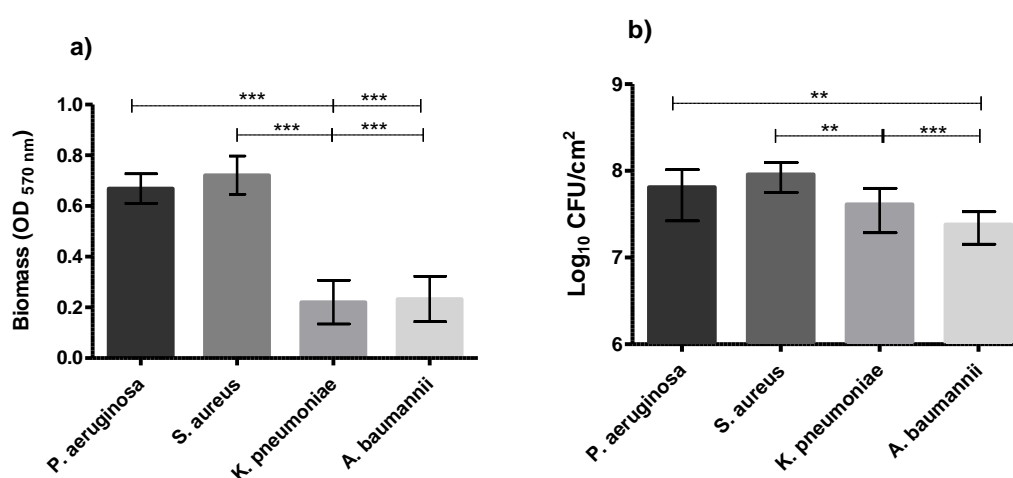 a)
*** ***
*** ***
1.0
0.8
0.6
0.4
0.2
0.0
Biomass (OD 570 nm)
P. aeruginosa
S. aureus
K. pneumoniae
A. baumannii
b)
**
** ***
9
8
7
6
Log10 CFU/cm2
P. aeruginosa
S. aureus
K. pneumoniae
A. baumannii